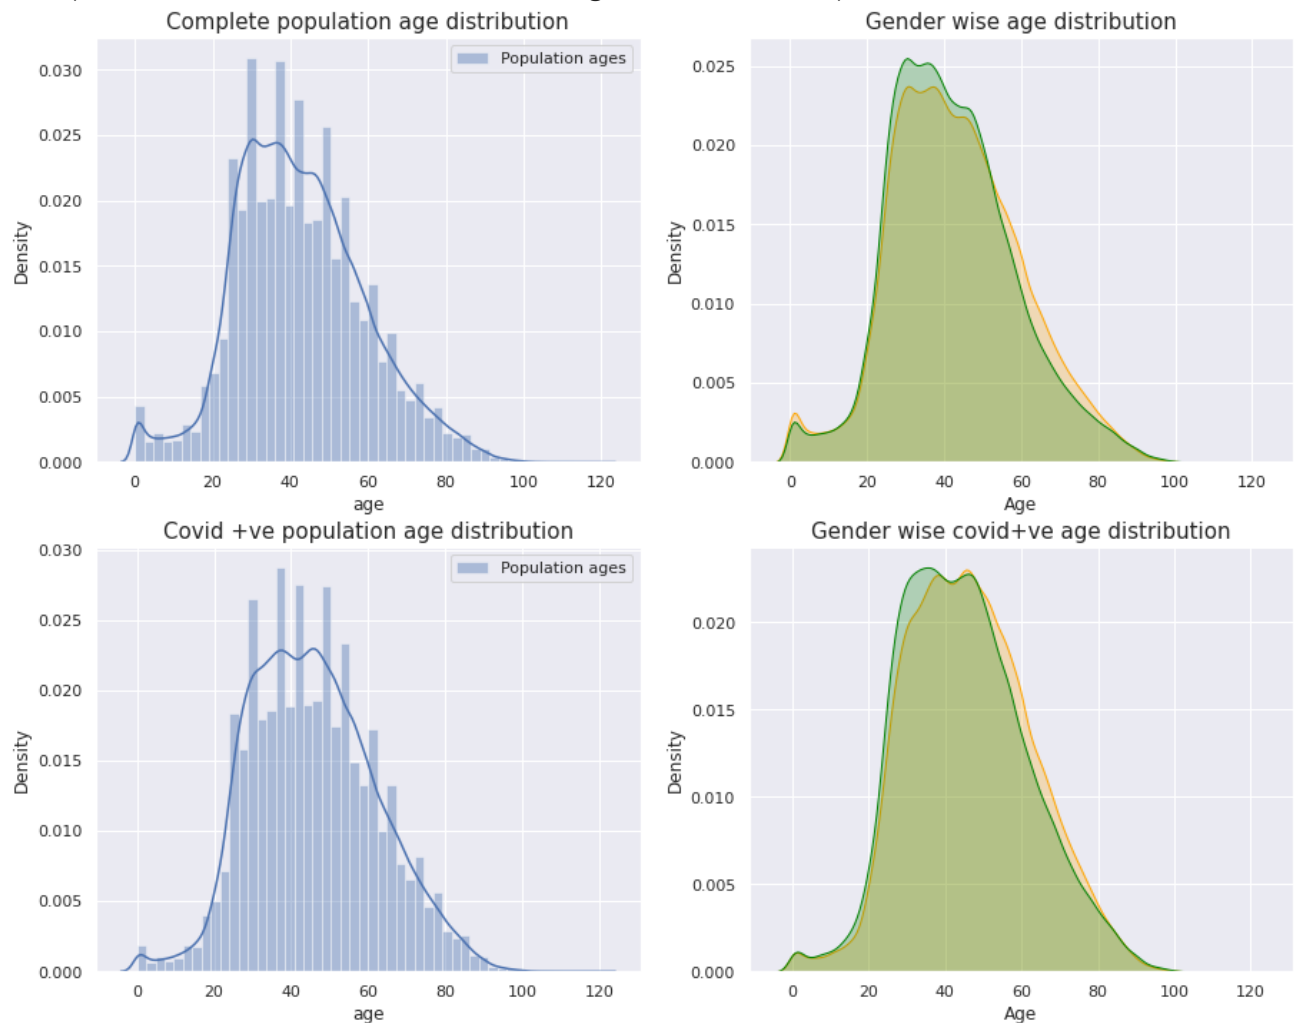 Complete population age distribution
Population ages
0.030
0.025
0.020
0.015
0.010
0.005
0.000
Density
0 20 40 60 80 100 120
age
Gender wise age distribution
0.025
0.020
0.015
0.010
0.005
0.000
Density
0 20 40 60 80 100 120
Age
Covid +ve population age distribution
Population ages
0.030
0.025
0.020
0.015
0.010
0.005
0.000
Density
0 20 40 60 80 100 120
age
Gender wise covid+ve age distribution
0.020
0.015
0.010
0.005
0.000
Density
0 20 40 60 80 100 120
Age